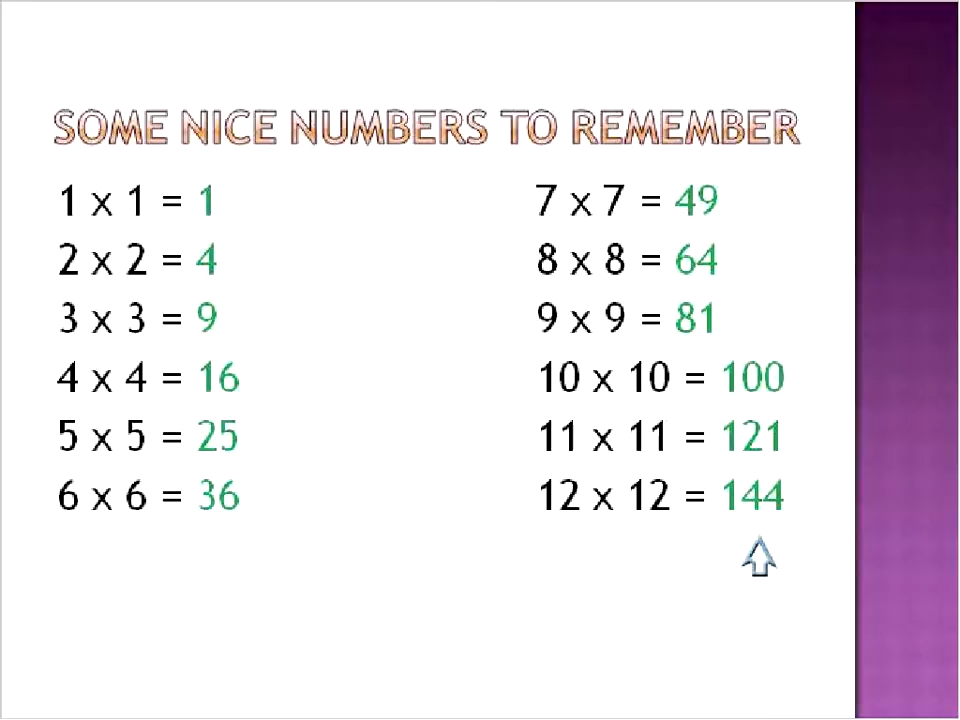 SOME NICE NUMBERS TO REMEMBER
1 x 1 = 1
2 x 2 = 4
3 x 3 = 9
4 x 4 = 16
5 x 5 = 25
6 x 6 = 36
7 x 7 = 49
8 x 8 = 64
9 x 9 = 81
10 x 10 = 100
11 x 11 = 121
12 x 12 = 144